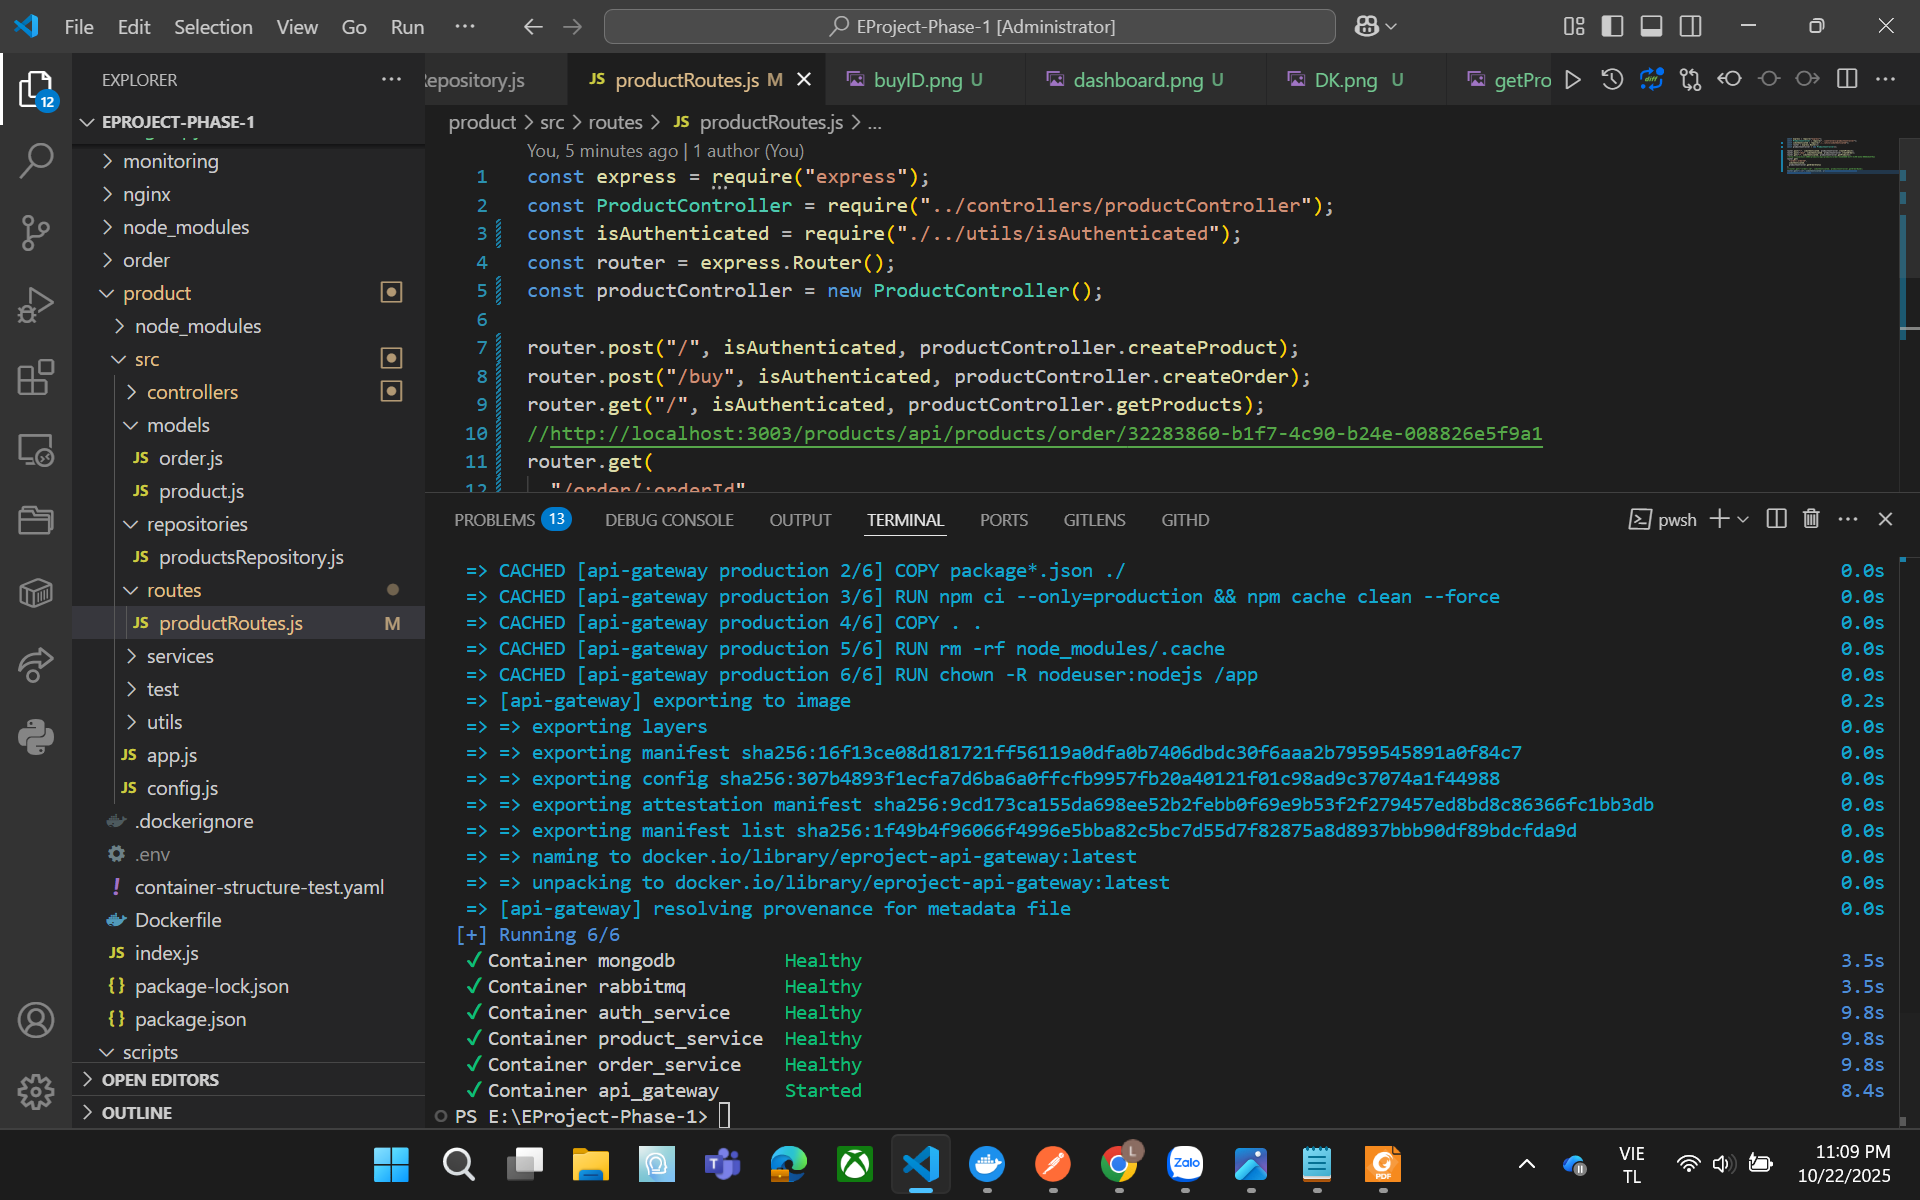 File Edit Selection View Go Run ··· EProject-Phase-1 [Administrator]
EXPLORER
12
EPROJECT-PHASE-1
monitoring
nginx
node_modules
order
product
node_modules
src
controllers
models
JS order.js
JS product.js
repositories
JS productsRepository.js
routes
JS productRoutes.js M
services
test
utils
JS app.js
JS config.js
.dockerignore
.env
! container-structure-test.yaml
Dockerfile
JS index.js
{} package-lock.json
{} package.json
scripts
OPEN EDITORS
OUTLINE
Repository.js JS productRoutes.js M buyID.png U dashboard.png U DK.png U getPro
product > src > routes > JS productRoutes.js > ...
You, 5 minutes ago | 1 author (You)
1 const express = require("express");
2 const ProductController = require("../controllers/productController");
3 const isAuthenticated = require("./../utils/isAuthenticated");
4 const router = express.Router();
5 const productController = new ProductController();
6
7 router.post("/", isAuthenticated, productController.createProduct);
8 router.post("/buy", isAuthenticated, productController.createOrder);
9 router.get("/", isAuthenticated, productController.getProducts);
10 //http://localhost:3003/products/api/products/order/32283860-b1f7-4c90-b24e-008826e5f9a1
11 router.get(
12 "/order/:orderId"
PROBLEMS 13 DEBUG CONSOLE OUTPUT TERMINAL PORTS GITLENS GITHD pwsh
=> CACHED [api-gateway production 2/6] COPY package*.json ./ 0.0s
=> CACHED [api-gateway production 3/6] RUN npm ci --only=production && npm cache clean --force 0.0s
=> CACHED [api-gateway production 4/6] COPY . . 0.0s
=> CACHED [api-gateway production 5/6] RUN rm -rf node_modules/.cache 0.0s
=> CACHED [api-gateway production 6/6] RUN chown -R nodeuser:nodejs /app 0.0s
=> [api-gateway] exporting to image 0.2s
=> => exporting layers 0.0s
=> => exporting manifest sha256:16f13ce08d181721ff56119a0dfa0b7406dbdc30f6aaa2b7959545891a0f84c7 0.0s
=> => exporting config sha256:307b4893f1ecfa7d6ba6a0ffcfb9957fb20a40121f01c98ad9c37074a1f44988 0.0s
=> => exporting attestation manifest sha256:9cd173ca155da698ee52b2febb0f69e9b53f2f279457ed8bd8c86366fc1bb3db 0.0s
=> => exporting manifest list sha256:1f49b4f96066f4996e5bba82c5bc7d55d7f82875a8d8937bbb90df89bdcfda9d 0.0s
=> => naming to docker.io/library/eproject-api-gateway:latest 0.0s
=> => unpacking to docker.io/library/eproject-api-gateway:latest 0.0s
=> [api-gateway] resolving provenance for metadata file 0.0s
[+] Running 6/6
✓ Container mongodb Healthy 3.5s
✓ Container rabbitmq Healthy 3.5s
✓ Container auth_service Healthy 9.8s
✓ Container product_service Healthy 9.8s
✓ Container order_service Healthy 9.8s
✓ Container api_gateway Started 8.4s
PS E:\EProject-Phase-1>
L
Zalo
PDF
VIE
TL
11:09 PM
10/22/2025